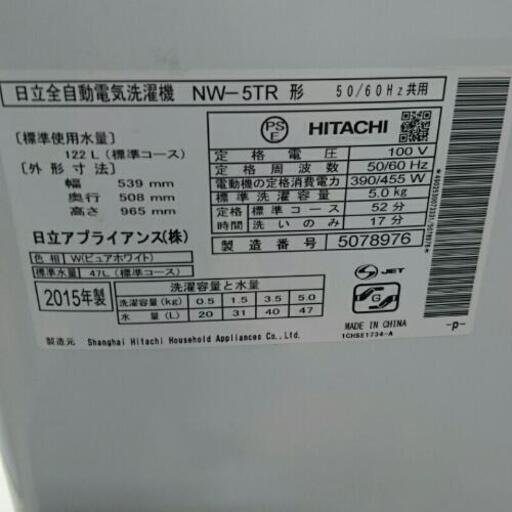 日立全自動電気洗濯機 NW-5TR 形 50/60Hz共用
〔標準使用水量〕
122 L (標準コース)
〔外 形 寸 法〕
幅 539 mm
奥行 508 mm
高さ 965 mm
日立アプライアンス(株)
色 相 W(ピュアホワイト)
標準水量 47L (標準コース)
PS E HITACHI
定 格 電 圧 100 V
定 格 周 波 数 50/60 Hz
電動機の定格消費電力 390/455 W
標準洗濯容量 5.0kg
定格時間 標準コース 52 分
洗いのみ 17 分
製造番号 5078976
2015年製
洗濯容量と水量
洗濯容量(kg) 0.5 1.5 3.5 5.0
水 量 (L) 20 31 40 47
JET
G
MADE IN CHINA
1CHSE1734-A
-p-
製造元 Shanghai Hitachi Household Appliances Co., Ltd.